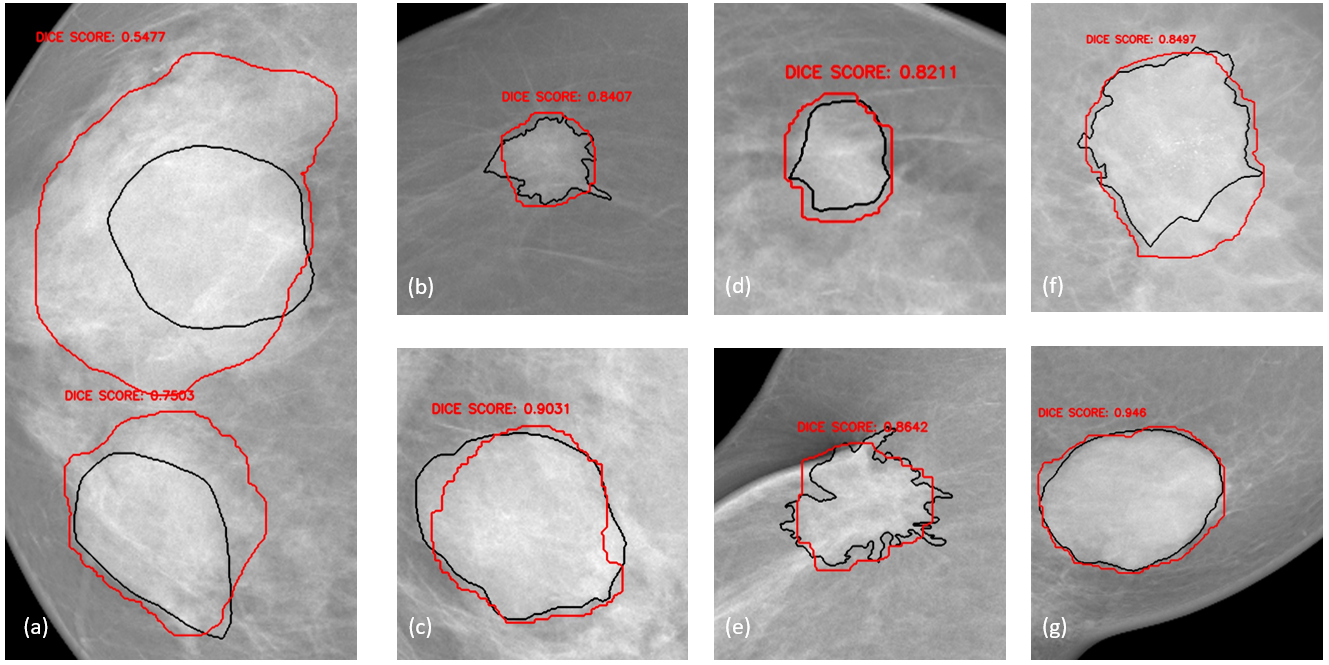 DICE SCORE: 0.5477
DICE SCORE: 0.7503
(a)
DICE SCORE: 0.8407
(b)
DICE SCORE: 0.9031
(c)
DICE SCORE: 0.8211
(d)
DICE SCORE: 0.8642
(e)
DICE SCORE: 0.8497
(f)
DICE SCORE: 0.946
(g)